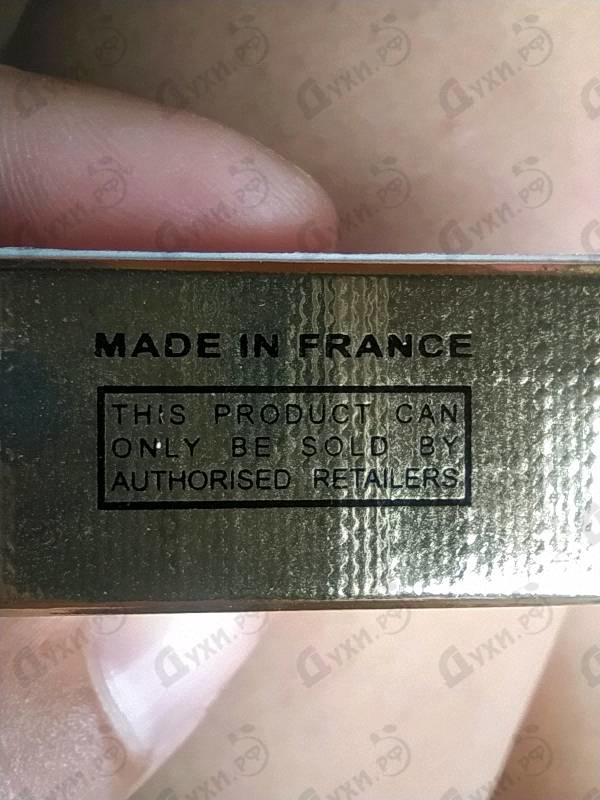 MADE IN FRANCE
THIS PRODUCT CAN
ONLY BE SOLD BY
AUTHORISED RETAILERS
Духи.РФ